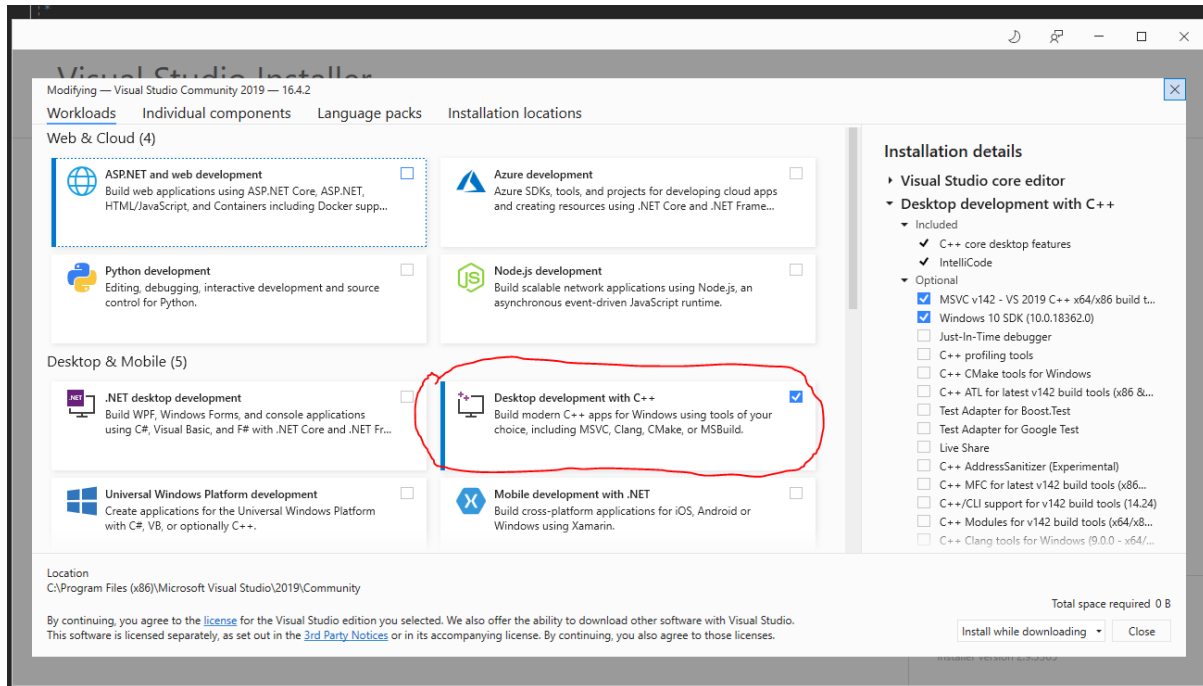 Visual Studio Installer
Modifying — Visual Studio Community 2019 — 16.4.2
Workloads Individual components Language packs Installation locations
Web & Cloud (4)
ASP.NET and web development
Build web applications using ASP.NET Core, ASP.NET,
HTML/JavaScript, and Containers including Docker supp...
Azure development
Azure SDKs, tools, and projects for developing cloud apps
and creating resources using .NET Core and .NET Frame...
Python development
Editing, debugging, interactive development and source
control for Python.
JS
Node.js development
Build scalable network applications using Node.js, an
asynchronous event-driven JavaScript runtime.
Desktop & Mobile (5)
.NET
.NET desktop development
Build WPF, Windows Forms, and console applications
using C#, Visual Basic, and F# with .NET Core and .NET Fr...
Desktop development with C++
Build modern C++ apps for Windows using tools of your
choice, including MSVC, Clang, CMake, or MSBuild.
Universal Windows Platform development
Create applications for the Universal Windows Platform
with C#, VB, or optionally C++.
Mobile development with .NET
Build cross-platform applications for iOS, Android or
Windows using Xamarin.
Installation details
Visual Studio core editor
Desktop development with C++
Included
C++ core desktop features
IntelliCode
Optional
MSVC v142 - VS 2019 C++ x64/x86 build t...
Windows 10 SDK (10.0.18362.0)
Just-In-Time debugger
C++ profiling tools
C++ CMake tools for Windows
C++ ATL for latest v142 build tools (x86 &...
Test Adapter for Boost.Test
Test Adapter for Google Test
Live Share
C++ AddressSanitizer (Experimental)
C++ MFC for latest v142 build tools (x86...
C++/CLI support for v142 build tools (14.24)
C++ Modules for v142 build tools (x64/x8...
C++ Clang tools for Windows (9.0.0 - x64/...
Location
C:\Program Files (x86)\Microsoft Visual Studio\2019\Community
By continuing, you agree to the license for the Visual Studio edition you selected. We also offer the ability to download other software with Visual Studio.
This software is licensed separately, as set out in the 3rd Party Notices or in its accompanying license. By continuing, you also agree to those licenses.
Total space required 0 B
Install while downloading Close
Installer Version